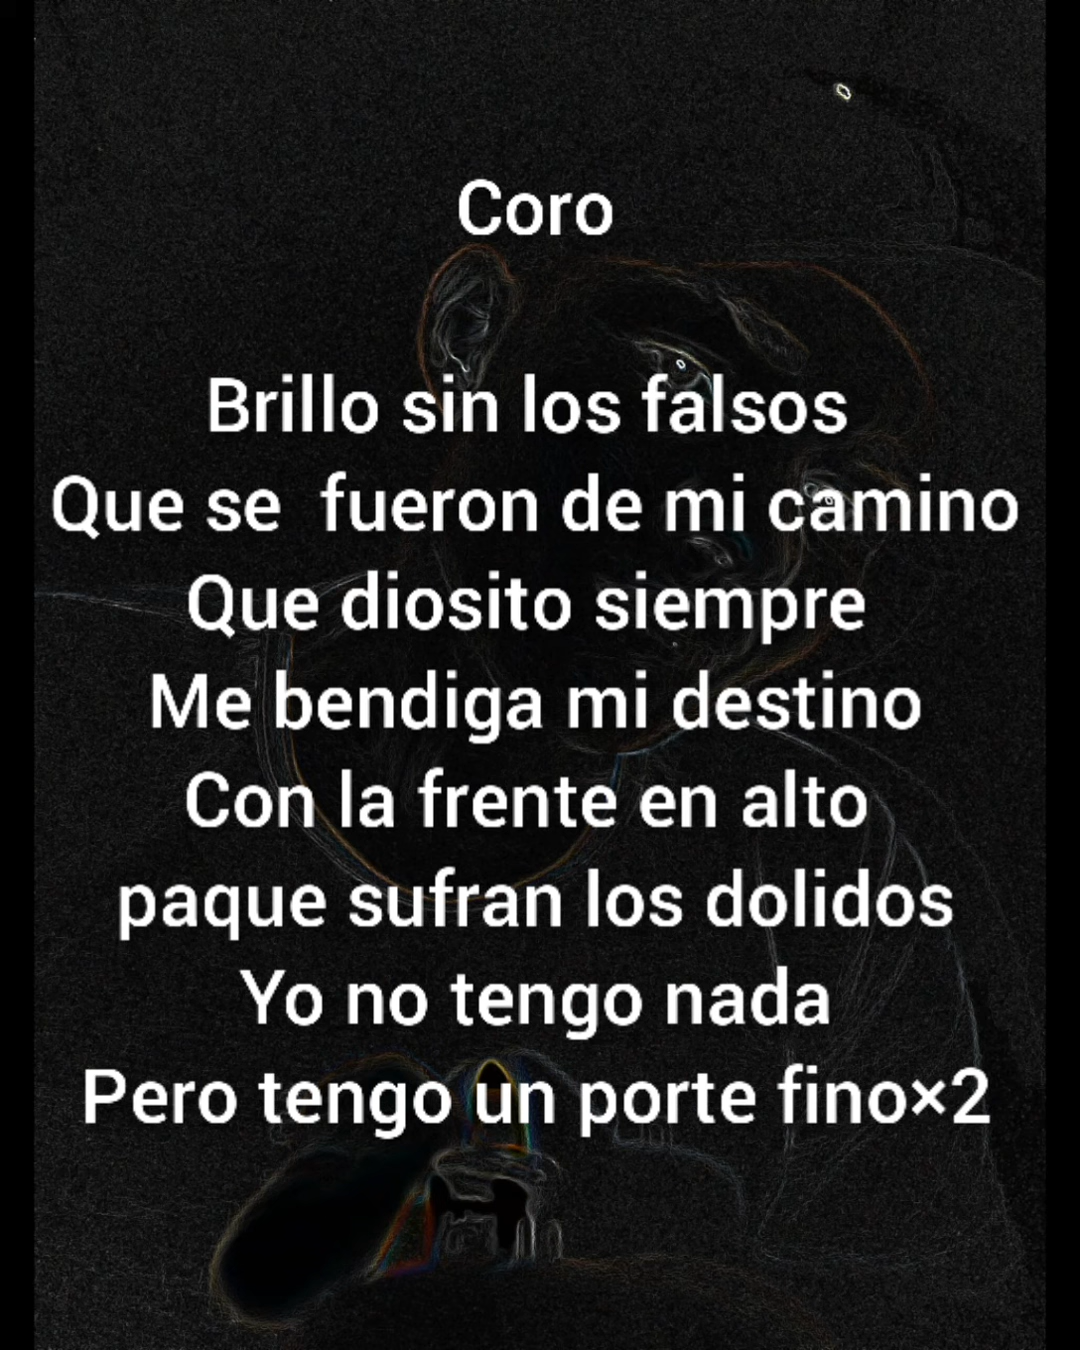 Coro
Brillo sin los falsos
Que se  fueron de mi camino
Que diosito siempre
Me bendiga mi destino
Con la frente en alto
paque sufran los dolidos
Yo no tengo nada
Pero tengo un porte fino×2